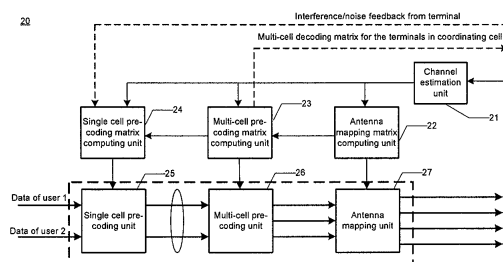 20
Interference/noise feedback from terminal
Multi-cell decoding matrix for the terminals in coordinating cell
Channel
estimation
unit
21
24
Single cell pre-
coding matrix
computing unit
23
Multi-cell pre-
coding matrix
computing unit
Antenna
mapping matrix
computing unit
22
25
26
27
Data of user 1
Data of user 2
Single cell pre-
coding unit
Multi-cell pre-
coding unit
Antenna
mapping unit